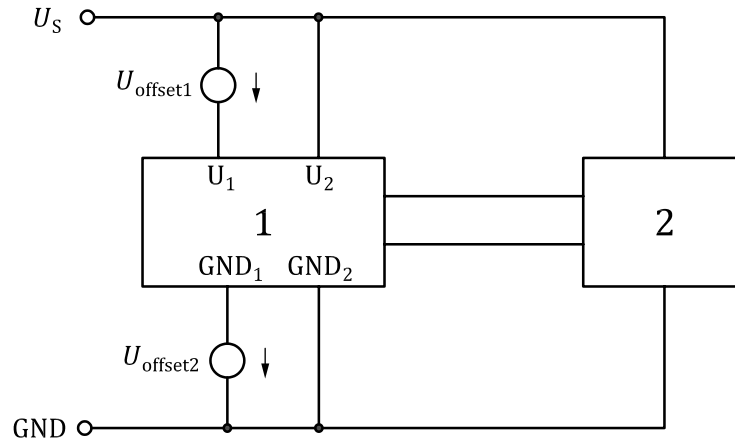 U_S
U_offset1
U_1 U_2
1 2
GND_1 GND_2
U_offset2
GND